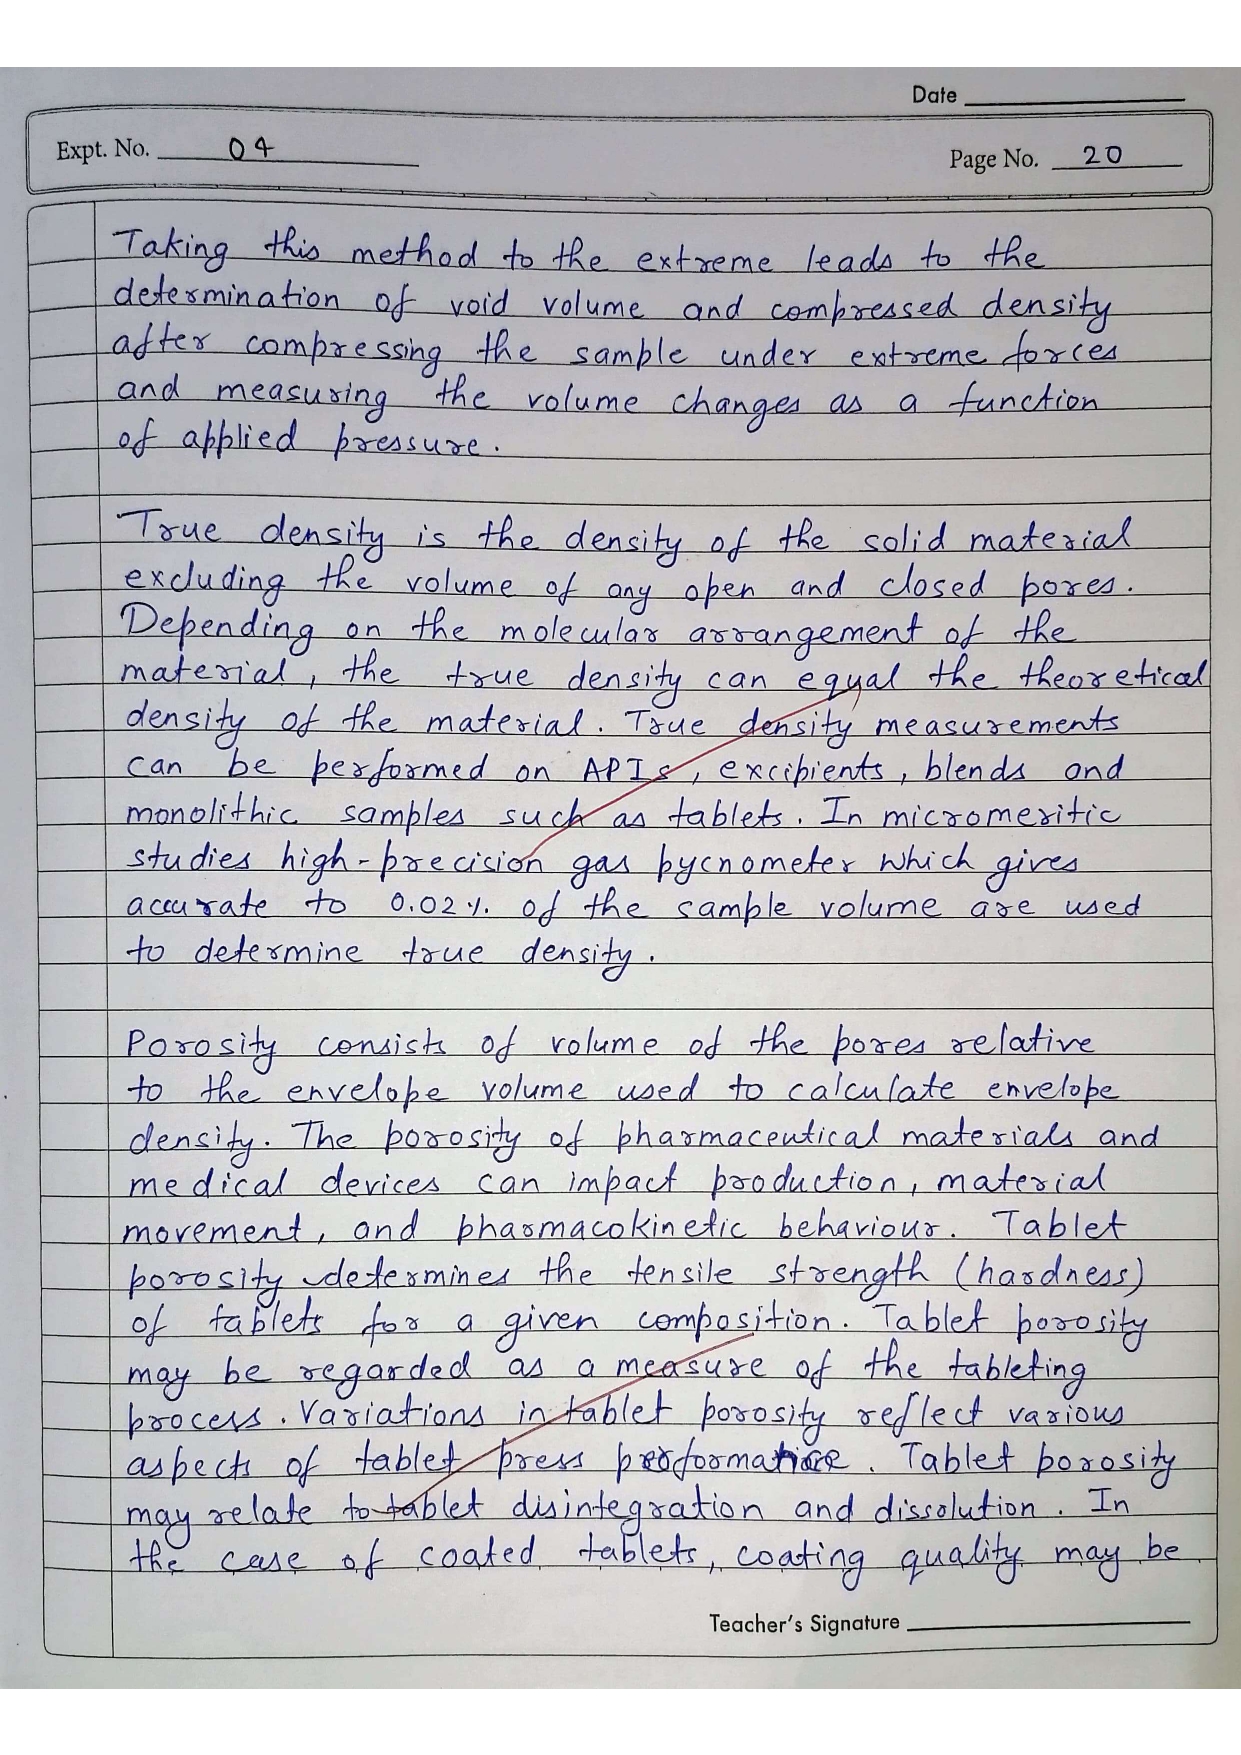 Date
Expt. No. 04
Page No. 20
Taking this method to the extreme leads to the
determination of void volume and compressed density
after compressing the sample under extreme forces
and measuring the volume changes as a function
of applied pressure.
True density is the density of the solid material
excluding the volume of any open and closed pores.
Depending on the molecular arrangement of the
material, the true density can equal the theoretical
density of the material. True density measurements
can be performed on APIs, excipients, blends and
monolithic samples such as tablets. In micromeritic
studies high-precision gas pycnometer which gives
accurate to 0.02%. of the sample volume are used
to determine true density.
Porosity consists of volume of the pores relative
to the envelope volume used to calculate envelope
density. The porosity of pharmaceutical materials and
medical devices can impact production, material
movement, and pharmacokinetic behaviour. Tablet
porosity determines the tensile strength (hardness)
of tablets for a given composition. Tablet porosity
may be regarded as a measure of the tableting
process. Variations in tablet porosity reflect various
aspects of tablet press performance. Tablet porosity
may relate to tablet disintegration and dissolution. In
the case of coated tablets, coating quality may be
Teacher's Signature